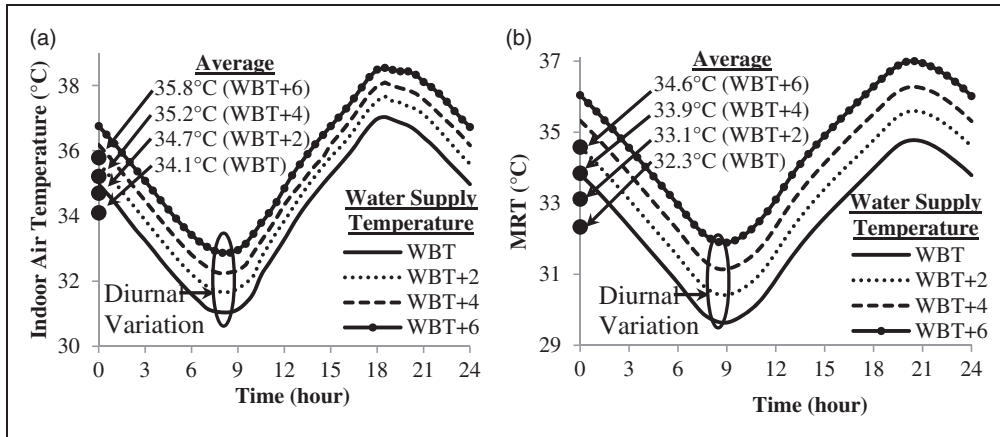 (a)
Indoor Air Temperature (°C)
38
36
34
32
30
Average
35.8°C (WBT+6)
35.2°C (WBT+4)
34.7°C (WBT+2)
34.1°C (WBT)
Water Supply
Temperature
WBT
WBT+2
WBT+4
WBT+6
Diurnal
Variation
0 3 6 9 12 15 18 21 24
Time (hour)
(b)
MRT (°C)
37
35
33
31
29
Average
34.6°C (WBT+6)
33.9°C (WBT+4)
33.1°C (WBT+2)
32.3°C (WBT)
Water Supply
Temperature
WBT
WBT+2
WBT+4
WBT+6
Diurnal
Variation
0 3 6 9 12 15 18 21 24
Time (hour)